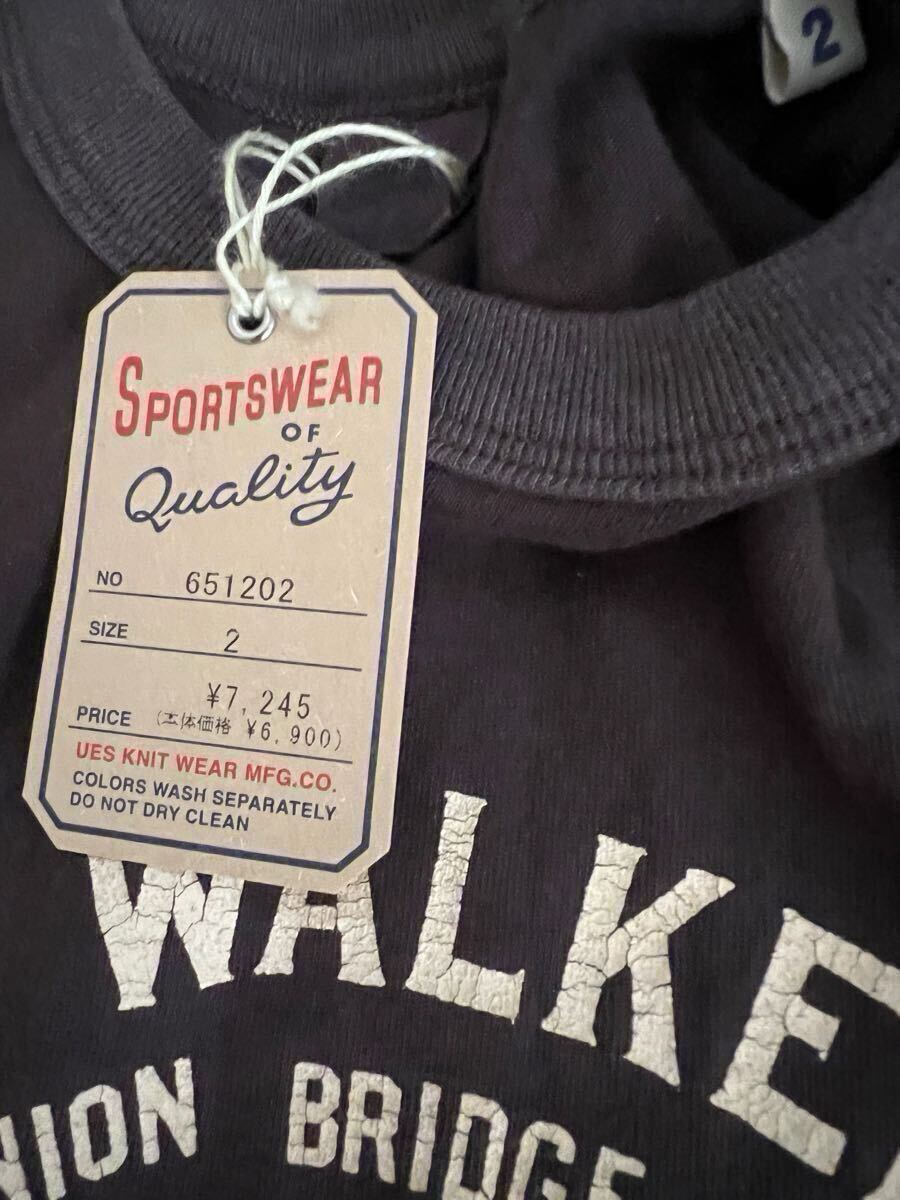 2
SPORTSWEAR
OF
Quality
NO 651202
SIZE 2
¥7,245
PRICE (本体価格 ¥6,900)
UES KNIT WEAR MFG.CO.
COLORS WASH SEPARATELY
DO NOT DRY CLEAN
WALKE
NION BRIDGE